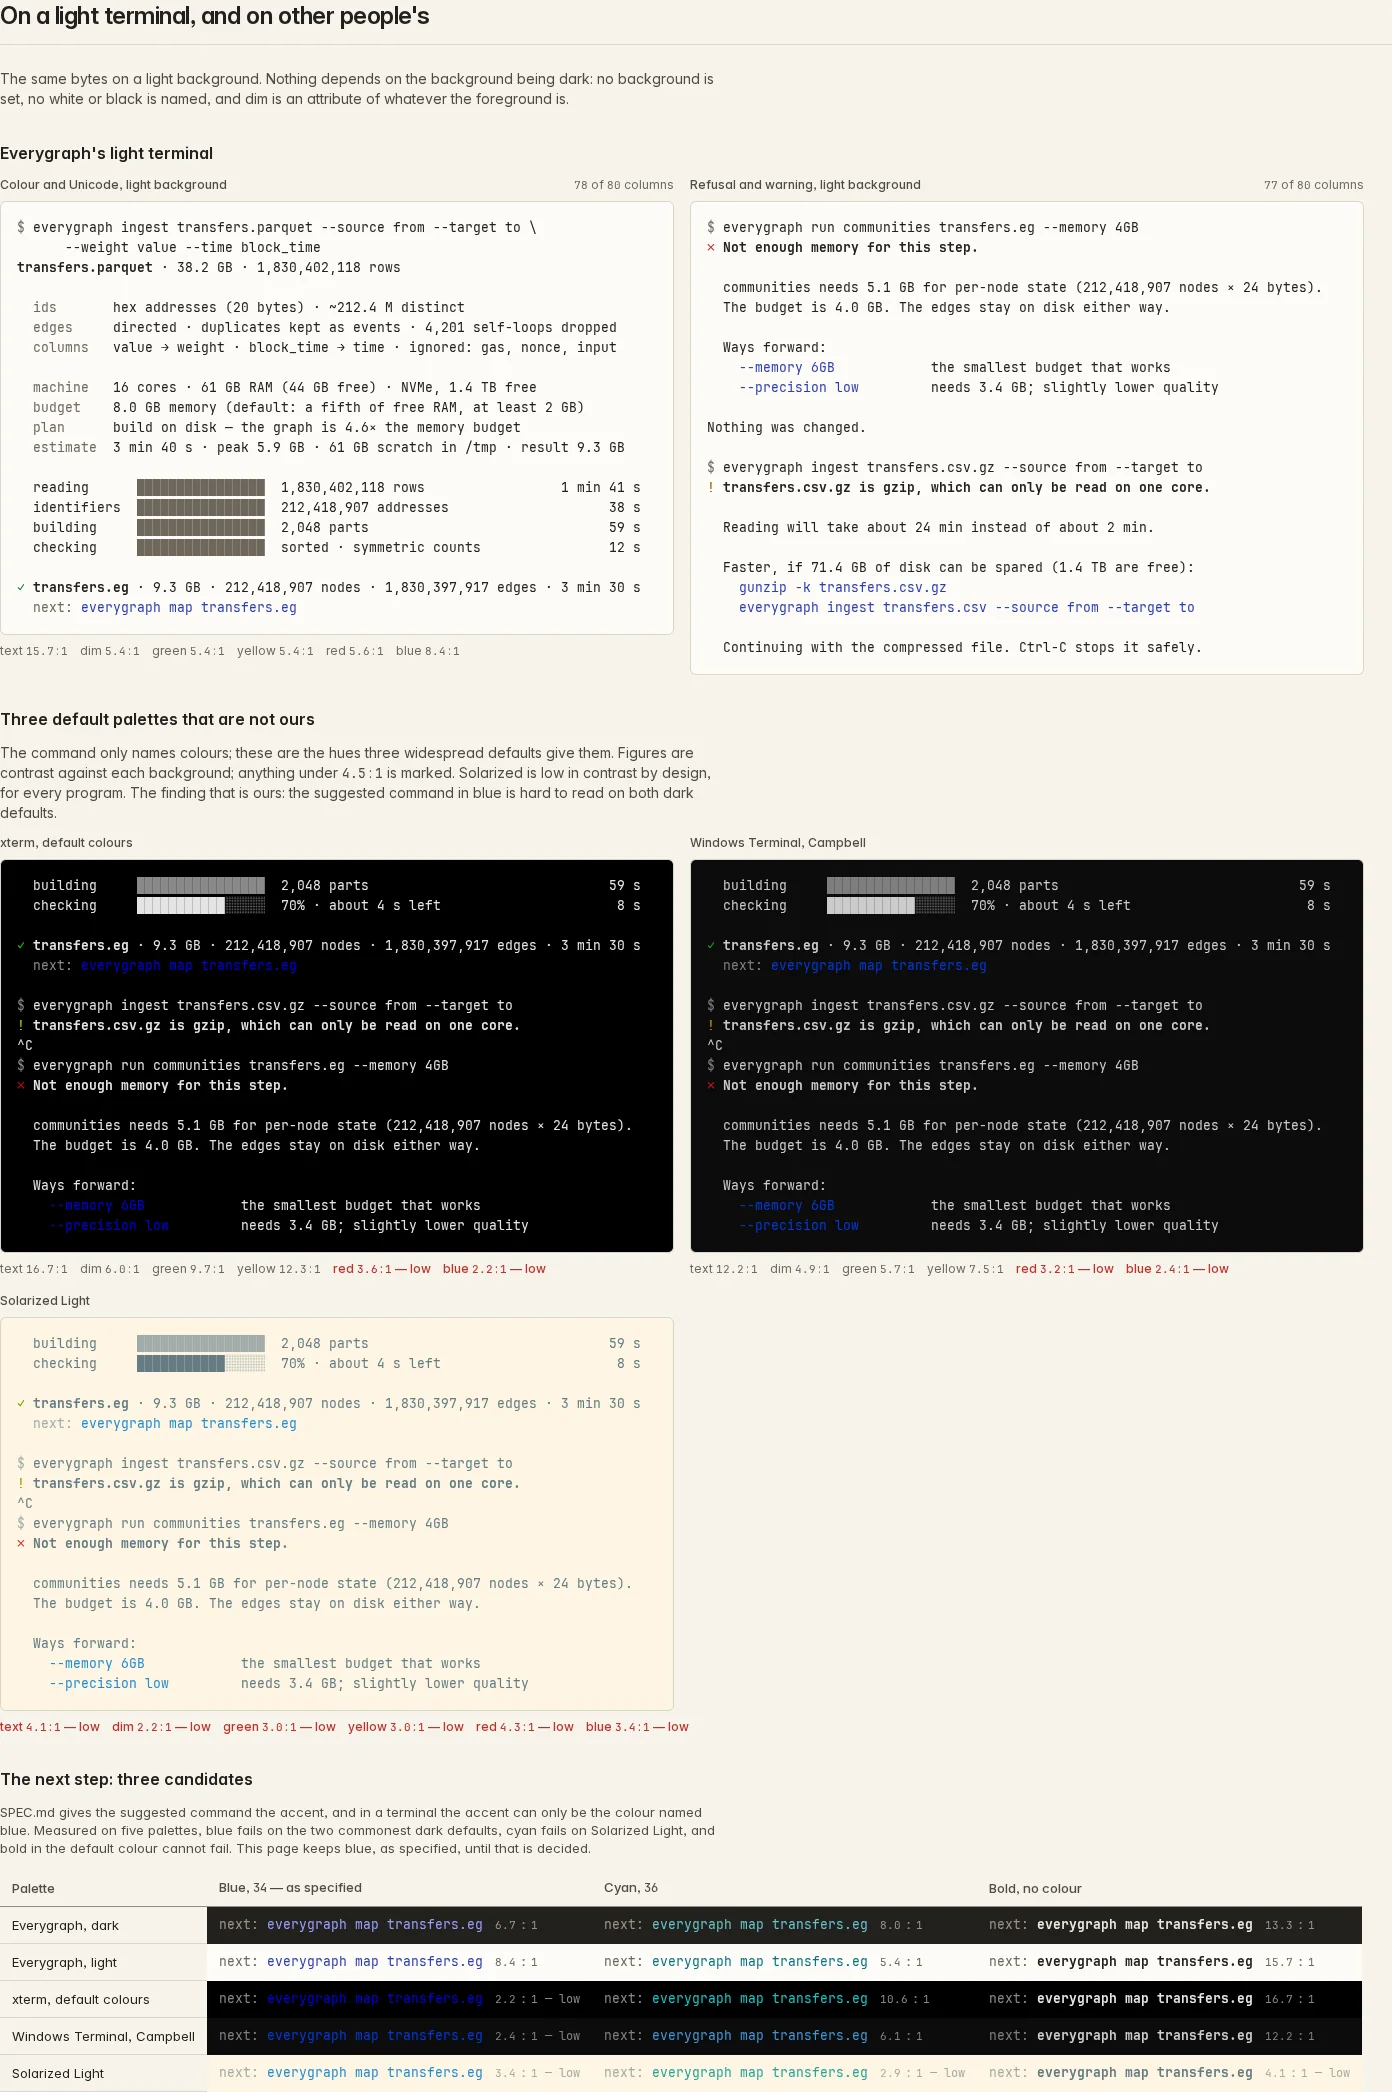 On a light terminal, and on other people's
The same bytes on a light background. Nothing depends on the background being dark: no background is
set, no white or black is named, and dim is an attribute of whatever the foreground is.
Everygraph's light terminal
Colour and Unicode, light background 78 of 80 columns
$ everygraph ingest transfers.parquet --source from --target to \
--weight value --time block_time
transfers.parquet · 38.2 GB · 1,830,402,118 rows
ids hex addresses (20 bytes) · ~212.4 M distinct
edges directed · duplicates kept as events · 4,201 self-loops dropped
columns value → weight · block_time → time · ignored: gas, nonce, input
machine 16 cores · 61 GB RAM (44 GB free) · NVMe, 1.4 TB free
budget 8.0 GB memory (default: a fifth of free RAM, at least 2 GB)
plan build on disk — the graph is 4.6× the memory budget
estimate 3 min 40 s · peak 5.9 GB · 61 GB scratch in /tmp · result 9.3 GB
reading 1,830,402,118 rows 1 min 41 s
identifiers 212,418,907 addresses 38 s
building 2,048 parts 59 s
checking sorted · symmetric counts 12 s
✓ transfers.eg · 9.3 GB · 212,418,907 nodes · 1,830,397,917 edges · 3 min 30 s
next: everygraph map transfers.eg
text 15.7:1 dim 5.4:1 green 5.4:1 yellow 5.4:1 red 5.6:1 blue 8.4:1
Refusal and warning, light background 77 of 80 columns
$ everygraph run communities transfers.eg --memory 4GB
× Not enough memory for this step.
communities needs 5.1 GB for per-node state (212,418,907 nodes × 24 bytes).
The budget is 4.0 GB. The edges stay on disk either way.
Ways forward:
--memory 6GB the smallest budget that works
--precision low needs 3.4 GB; slightly lower quality
Nothing was changed.
$ everygraph ingest transfers.csv.gz --source from --target to
! transfers.csv.gz is gzip, which can only be read on one core.
Reading will take about 24 min instead of about 2 min.
Faster, if 71.4 GB of disk can be spared (1.4 TB are free):
gunzip -k transfers.csv.gz
everygraph ingest transfers.csv --source from --target to
Continuing with the compressed file. Ctrl-C stops it safely.
Three default palettes that are not ours
The command only names colours; these are the hues three widespread defaults give them. Figures are
contrast against each background; anything under 4.5:1 is marked. Solarized is low in contrast by design,
for every program. The finding that is ours: the suggested command in blue is hard to read on both dark
defaults.
xterm, default colours
building 2,048 parts 59 s
checking 70% · about 4 s left 8 s
✓ transfers.eg · 9.3 GB · 212,418,907 nodes · 1,830,397,917 edges · 3 min 30 s
next: everygraph map transfers.eg
$ everygraph ingest transfers.csv.gz --source from --target to
! transfers.csv.gz is gzip, which can only be read on one core.
^C
$ everygraph run communities transfers.eg --memory 4GB
× Not enough memory for this step.
communities needs 5.1 GB for per-node state (212,418,907 nodes × 24 bytes).
The budget is 4.0 GB. The edges stay on disk either way.
Ways forward:
--memory 6GB the smallest budget that works
--precision low needs 3.4 GB; slightly lower quality
text 16.7:1 dim 6.0:1 green 9.7:1 yellow 12.3:1 red 3.6:1 — low blue 2.2:1 — low
Windows Terminal, Campbell
building 2,048 parts 59 s
checking 70% · about 4 s left 8 s
✓ transfers.eg · 9.3 GB · 212,418,907 nodes · 1,830,397,917 edges · 3 min 30 s
next: everygraph map transfers.eg
$ everygraph ingest transfers.csv.gz --source from --target to
! transfers.csv.gz is gzip, which can only be read on one core.
^C
$ everygraph run communities transfers.eg --memory 4GB
× Not enough memory for this step.
communities needs 5.1 GB for per-node state (212,418,907 nodes × 24 bytes).
The budget is 4.0 GB. The edges stay on disk either way.
Ways forward:
--memory 6GB the smallest budget that works
--precision low needs 3.4 GB; slightly lower quality
text 12.2:1 dim 4.9:1 green 5.7:1 yellow 7.5:1 red 3.2:1 — low blue 2.4:1 — low
Solarized Light
building 2,048 parts 59 s
checking 70% · about 4 s left 8 s
✓ transfers.eg · 9.3 GB · 212,418,907 nodes · 1,830,397,917 edges · 3 min 30 s
next: everygraph map transfers.eg
$ everygraph ingest transfers.csv.gz --source from --target to
! transfers.csv.gz is gzip, which can only be read on one core.
^C
$ everygraph run communities transfers.eg --memory 4GB
× Not enough memory for this step.
communities needs 5.1 GB for per-node state (212,418,907 nodes × 24 bytes).
The budget is 4.0 GB. The edges stay on disk either way.
Ways forward:
--memory 6GB the smallest budget that works
--precision low needs 3.4 GB; slightly lower quality
text 4.1:1 — low dim 2.2:1 — low green 3.0:1 — low yellow 3.0:1 — low red 4.3:1 — low blue 3.4:1 — low
The next step: three candidates
SPEC.md gives the suggested command the accent, and in a terminal the accent can only be the colour named
blue. Measured on five palettes, blue fails on the two commonest dark defaults, cyan fails on Solarized Light, and
bold in the default colour cannot fail. This page keeps blue, as specified, until that is decided.
Palette Blue, 34 — as specified Cyan, 36 Bold, no colour
Everygraph, dark next: everygraph map transfers.eg 6.7:1 next: everygraph map transfers.eg 8.0:1 next: everygraph map transfers.eg 13.3:1
Everygraph, light next: everygraph map transfers.eg 8.4:1 next: everygraph map transfers.eg 5.4:1 next: everygraph map transfers.eg 15.7:1
xterm, default colours next: everygraph map transfers.eg 2.2:1 — low next: everygraph map transfers.eg 10.6:1 next: everygraph map transfers.eg 16.7:1
Windows Terminal, Campbell next: everygraph map transfers.eg 2.4:1 — low next: everygraph map transfers.eg 6.1:1 next: everygraph map transfers.eg 12.2:1
Solarized Light next: everygraph map transfers.eg 3.4:1 — low next: everygraph map transfers.eg 2.9:1 — low next: everygraph map transfers.eg 4.1:1 — low